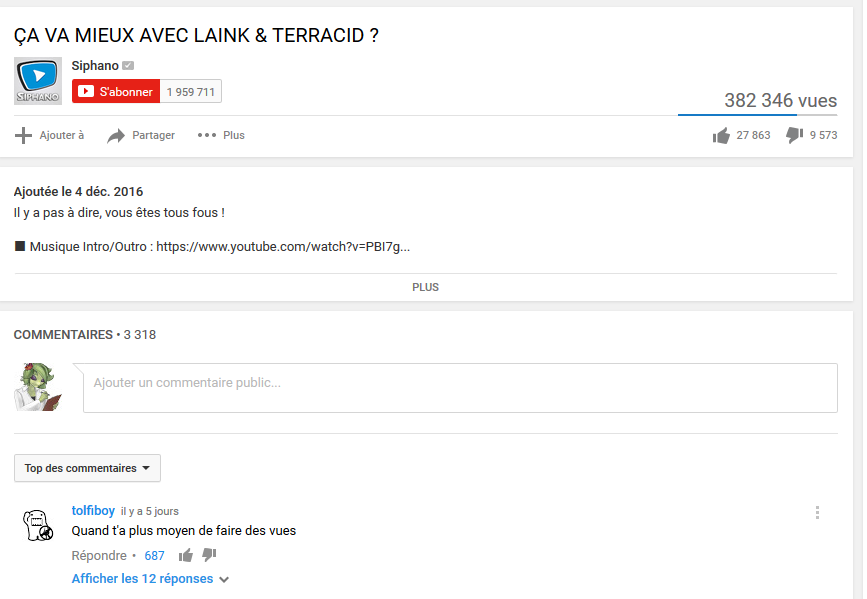 ÇA VA MIEUX AVEC LAINK & TERRACID ?
SIPHANO
Siphano
S'abonner 1 959 711
382 346 vues
Ajouter à Partager Plus 27 863 9 573
Ajoutée le 4 déc. 2016
Il y a pas à dire, vous êtes tous fous !
■ Musique Intro/Outro : https://www.youtube.com/watch?v=PBI7g...
PLUS
COMMENTAIRES • 3 318
Ajouter un commentaire public...
Top des commentaires
tolfiboy il y a 5 jours
Quand t'a plus moyen de faire des vues
Répondre • 687
Afficher les 12 réponses